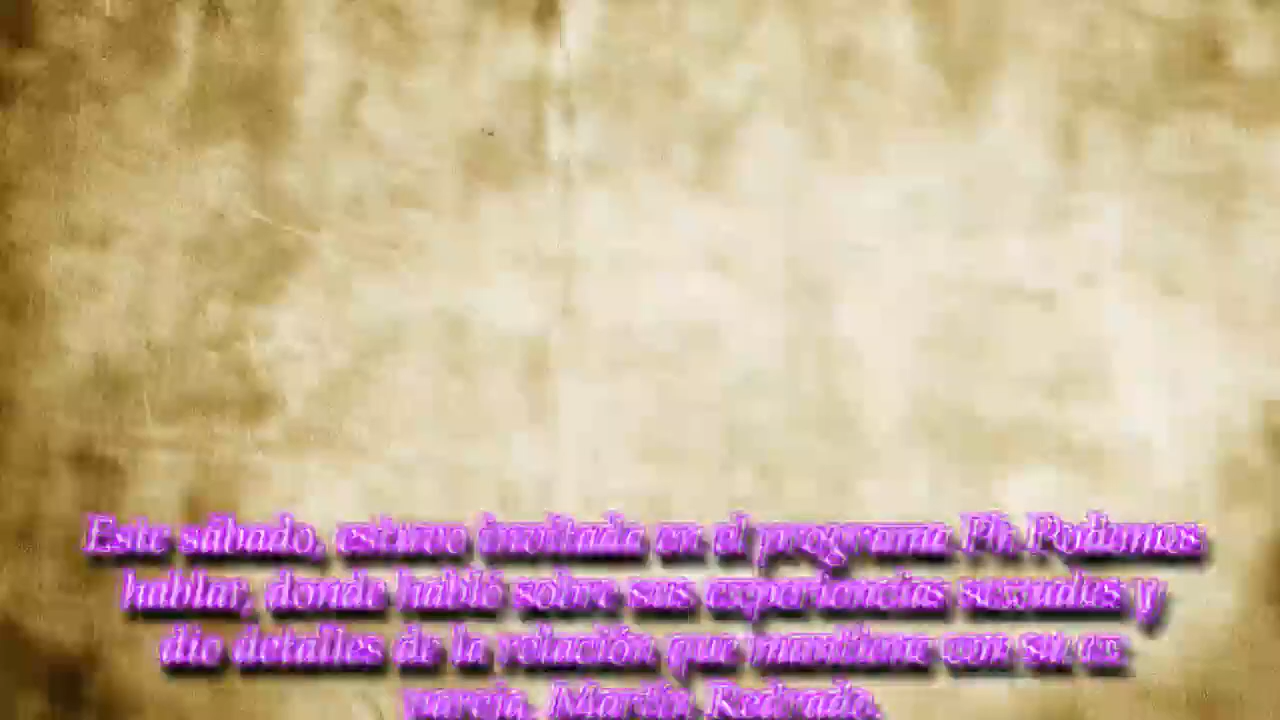 Este sábado, estuvo invitada en el programa Ph Podemos
hablar, donde habló sobre sus experiencias sexuales y
dio detalles de la relación que mantiene con su ex
pareja, Martín Redrado.